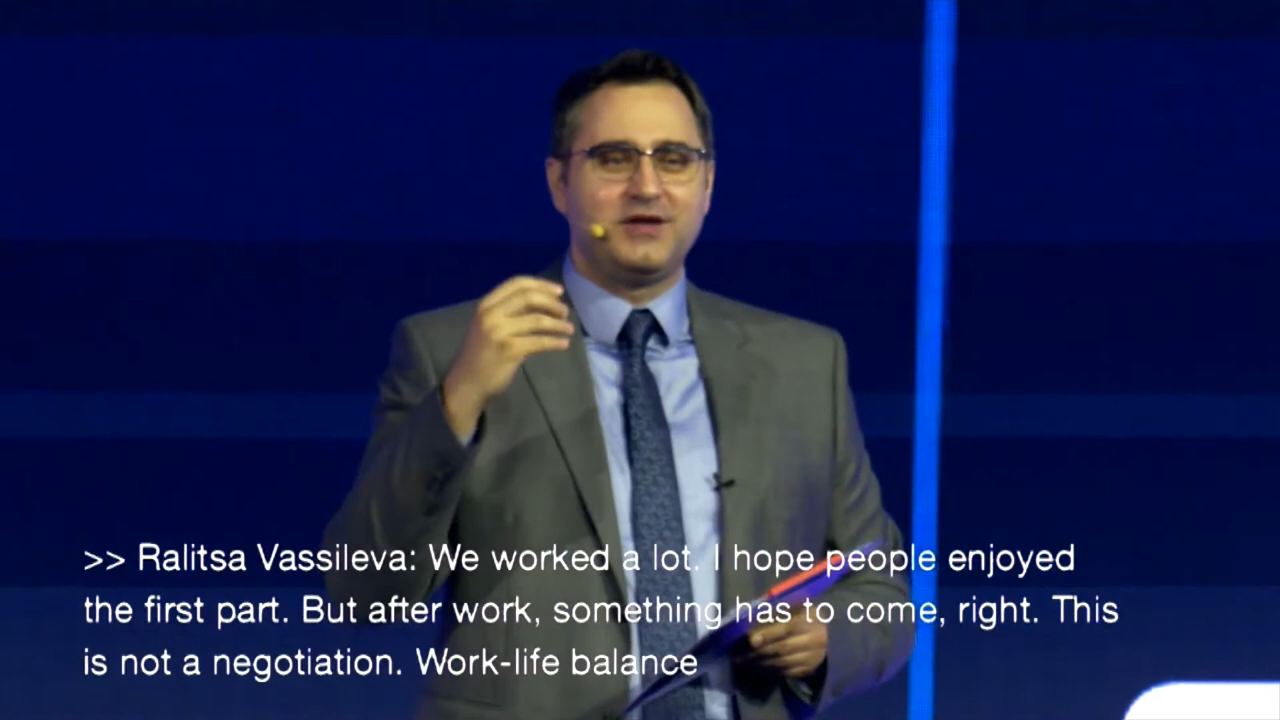 >> Ralitsa Vassileva: We worked a lot. I hope people enjoyed
the first part. But after work, something has to come, right. This
is not a negotiation. Work-life balance